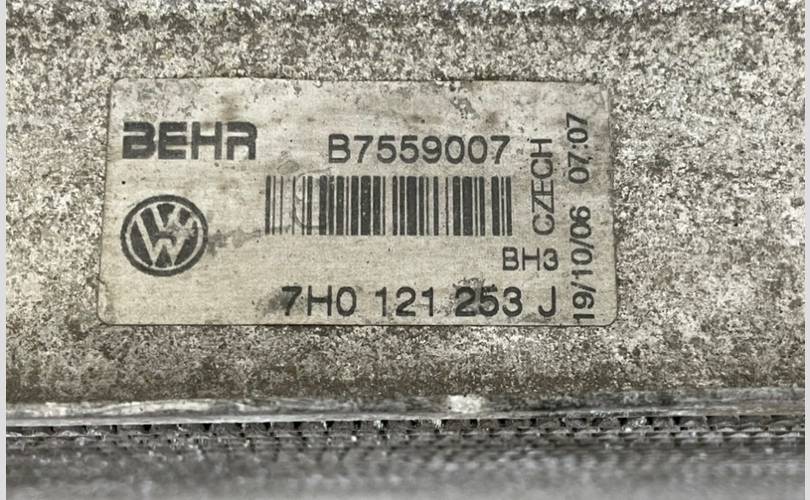 BEHR
B7559007
BH3
7H0 121 253 J
CZECH
19/10/06 07:07